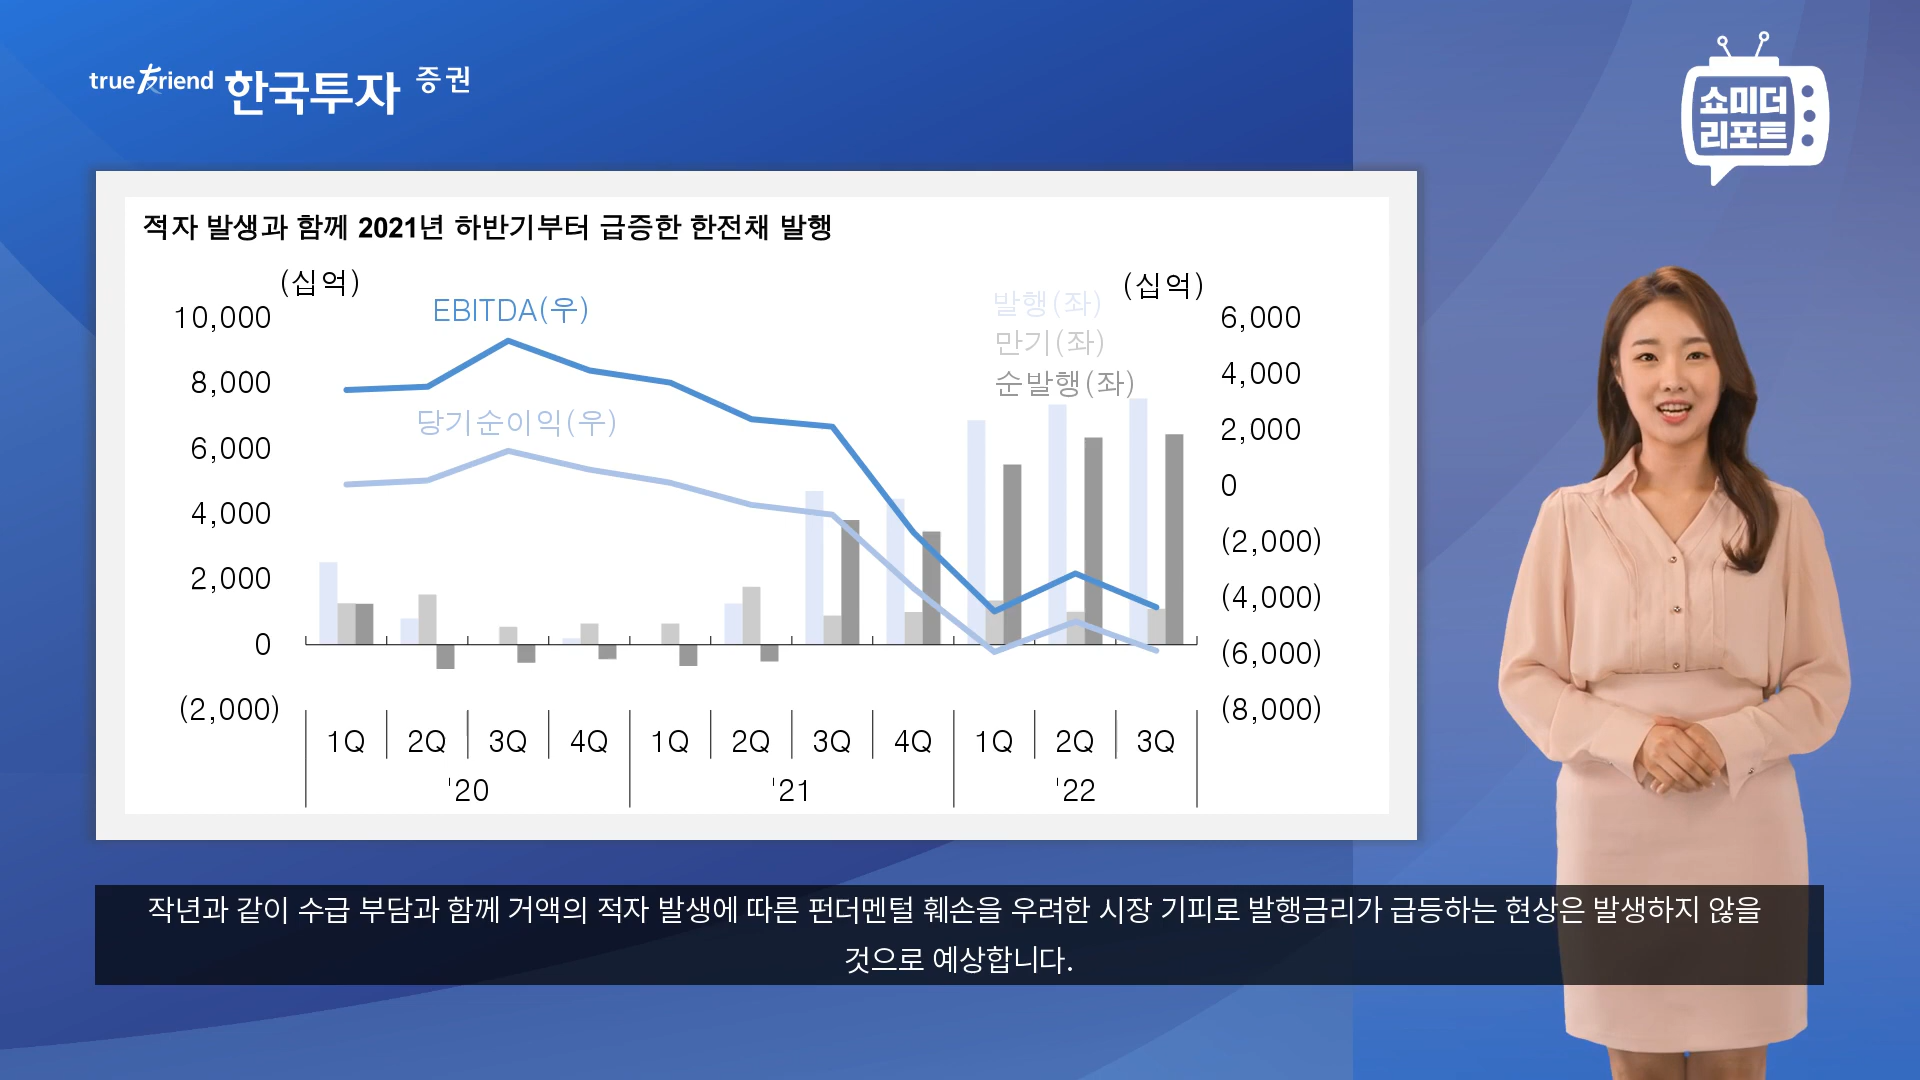 true friend 한국투자 증권
쇼미더
리포트
적자 발생과 함께 2021년 하반기부터 급증한 한전채 발행
(십억)
(십억)
EBITDA(우)
당기순이익(우)
발행(좌)
만기(좌)
순발행(좌)
10,000
8,000
6,000
4,000
2,000
0
(2,000)
6,000
4,000
2,000
0
(2,000)
(4,000)
(6,000)
(8,000)
1Q 2Q 3Q 4Q 1Q 2Q 3Q 4Q 1Q 2Q 3Q
'20 '21 '22
작년과 같이 수급 부담과 함께 거액의 적자 발생에 따른 펀더멘털 훼손을 우려한 시장 기피로 발행금리가 급등하는 현상은 발생하지 않을
것으로 예상합니다.